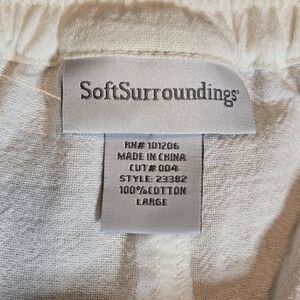 SoftSurroundings®
RN# 101206
MADE IN CHINA
CUT# 004
STYLE: 23382
100% COTTON
LARGE